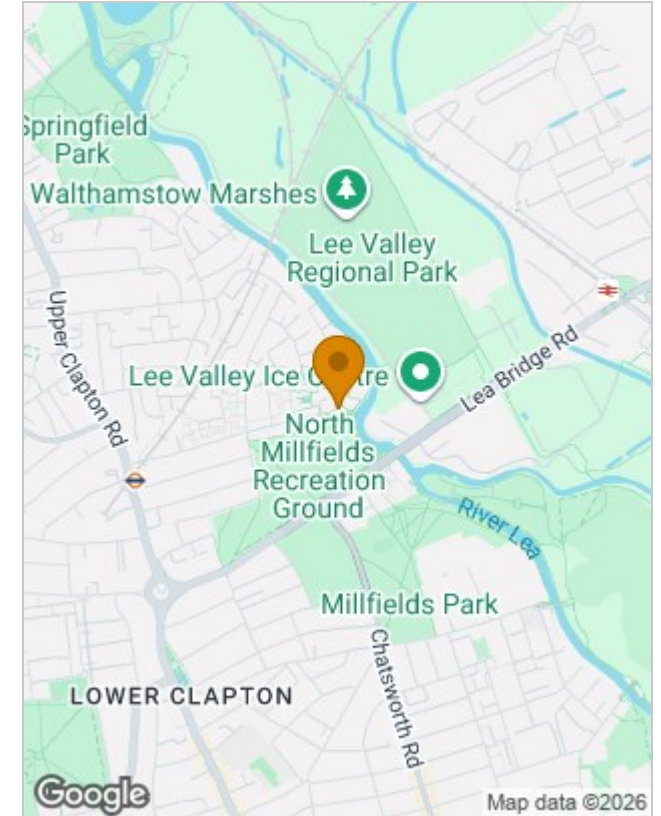 Springfield
Park
Walthamstow Marshes
Lee Valley
Regional Park
Upper Clapton Rd
Lea Bridge Rd
Lee Valley Ice
North
Millfields
Recreation
Ground
River Lea
Millfields Park
Chatsworth Rd
LOWER CLAPTON
Google
Map data ©2026